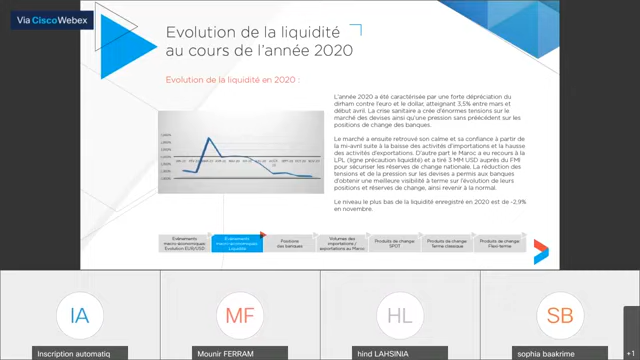 Via CiscoWebex
Evolution de la liquidité
au cours de l'année 2020
Evolution de la liquidité en 2020 :
L'année 2020 a été caractérisée par une forte dépréciation du
dirham contre l'euro et le dollar, atteignant 3,5% entre mars et
début avril. La crise sanitaire a crée d'énormes tensions sur le
marché des devises ainsi qu'une pression sans précédent sur les
positions de change des banques.
Le marché a ensuite retrouvé son calme et sa confiance à partir de
la mi-avril suite à la baisse des activités d'importations et la hausse
des activités d'exportations. D'autre part le Maroc a eu recours à la
LPL (ligne précaution liquidité) et a tiré 3 MM USD auprès du FMI
pour sécuriser les réserves de change nationale. La réduction des
tensions et de la pression sur les devises a permis aux banques
d'obtenir une meilleure visibilité à terme sur l'évolution de leurs
positions et réserves de change, ainsi revenir à la normal.
Le niveau le plus bas de la liquidité enregistré en 2020 est de -2,9%
en novembre.
Evénements
macro-économiques
Evolution EUR/USD
Evénements
macro-économiques
Liquidité
Positions
des banques
Volumes des
importations /
exportations au Maroc
Produits de change:
SPOT
Produits de change:
Terme classique
Produits de change:
Flexi-terme
IA
MF
HL
SB
Inscription automatiq
Mounir FERRAM
hind LAHSINIA
sophia baakrine
+1